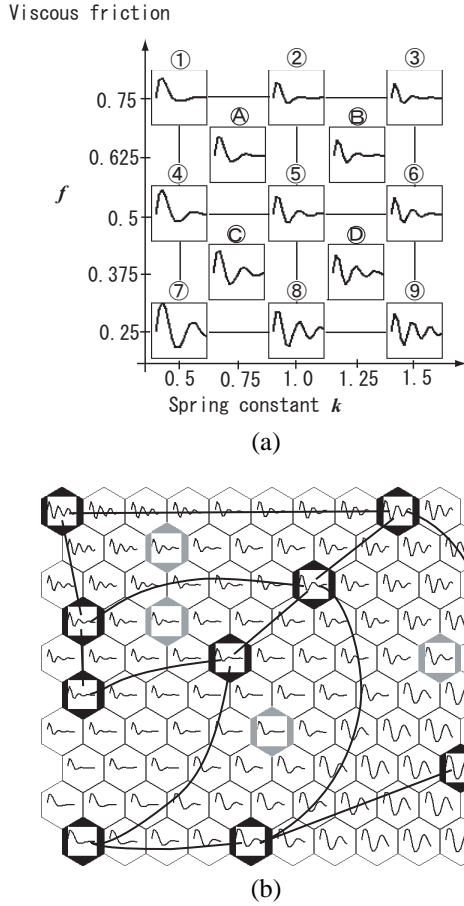 Viscous friction
① ② ③
0.75
Ⓐ Ⓑ
0.625
④ ⑤ ⑥
f 0.5
Ⓒ Ⓓ
0.375
⑦ ⑧ ⑨
0.25
0.5 0.75 1.0 1.25 1.5
Spring constant k
(a)
(b)